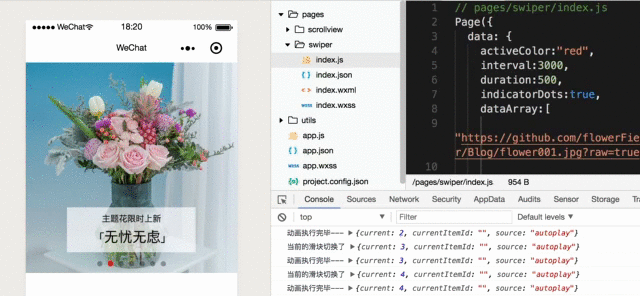 ●●●●● WeChat 18:20 100%
WeChat
主题花限时上新
「无忧无虑」
pages
scrollview
swiper
index.js
index.json
index.wxml
index.wxss
utils
app.js
app.json
app.wxss
project.config.json
1 // pages/swiper/index.js
2 Page({
3 data: {
4 activeColor:"red",
5 interval:3000,
6 duration:500,
7 indicatorDots:true,
8 dataArray:[
9
"https://github.com/flowerFie
r/Blog/flower001.jpg?raw=true
10
/pages/swiper/index.js 954 B
Console Sources Network Security AppData Audits Sensor Storage
top Filter Default levels
动画执行完毕--- {current: 2, currentItemId: "", source: "autoplay"}
当前的滑块切换了 {current: 3, currentItemId: "", source: "autoplay"}
动画执行完毕--- {current: 3, currentItemId: "", source: "autoplay"}
当前的滑块切换了 {current: 4, currentItemId: "", source: "autoplay"}
动画执行完毕--- {current: 4, currentItemId: "", source: "autoplay"}